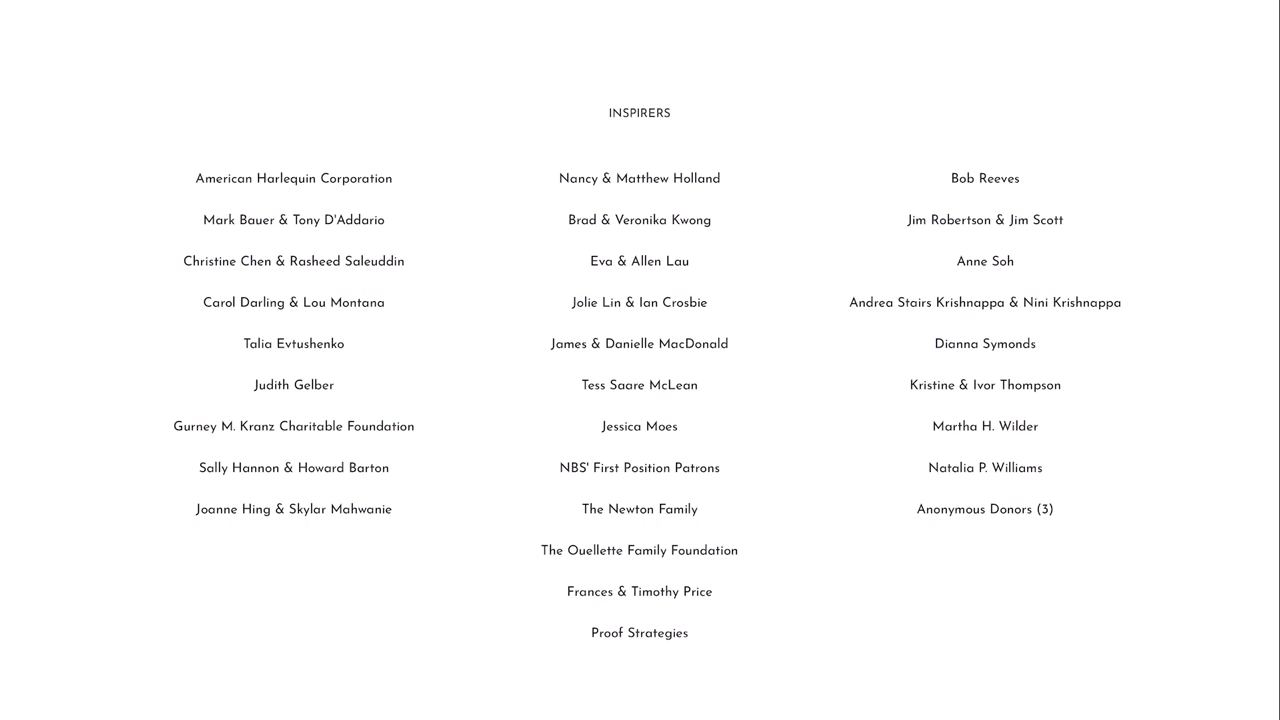 INSPIRERS
American Harlequin Corporation
Mark Bauer & Tony D'Addario
Christine Chen & Rasheed Saleuddin
Carol Darling & Lou Montana
Talia Evtushenko
Judith Gelber
Gurney M. Kranz Charitable Foundation
Sally Hannon & Howard Barton
Joanne Hing & Skylar Mahwanie
Nancy & Matthew Holland
Brad & Veronika Kwong
Eva & Allen Lau
Jolie Lin & Ian Crosbie
James & Danielle MacDonald
Tess Saare McLean
Jessica Moes
NBS' First Position Patrons
The Newton Family
The Ouellette Family Foundation
Frances & Timothy Price
Proof Strategies
Bob Reeves
Jim Robertson & Jim Scott
Anne Soh
Andrea Stairs Krishnappa & Nini Krishnappa
Dianna Symonds
Kristine & Ivor Thompson
Martha H. Wilder
Natalia P. Williams
Anonymous Donors (3)